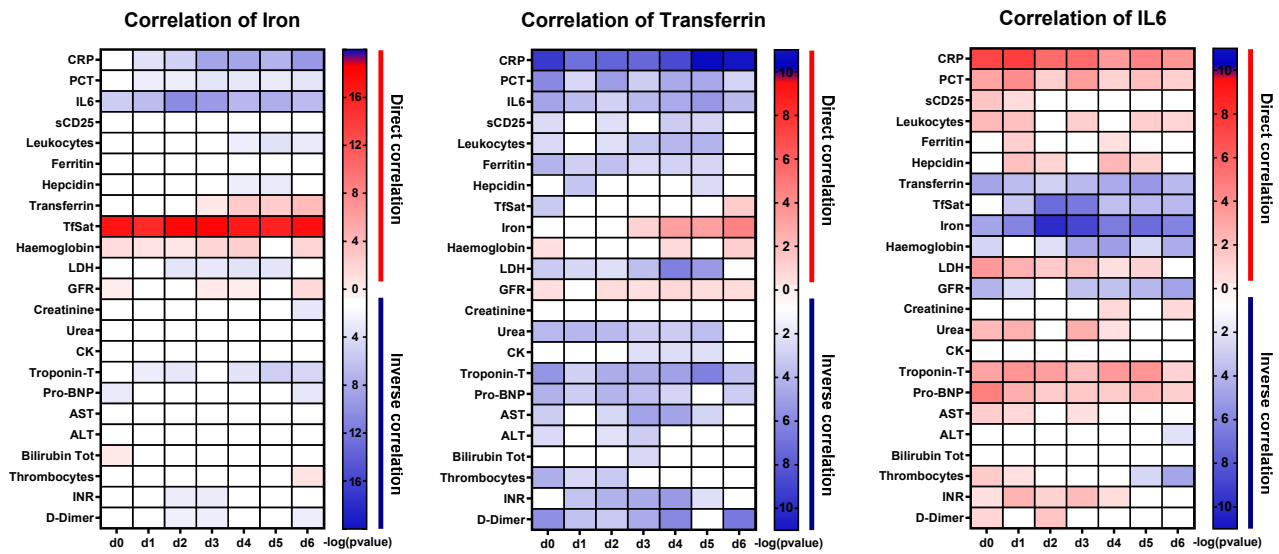 Correlation of Iron
CRP
PCT
IL6
sCD25
Leukocytes
Ferritin
Hepcidin
Transferrin
TfSat
Haemoglobin
LDH
GFR
Creatinine
Urea
CK
Troponin-T
Pro-BNP
AST
ALT
Bilirubin Tot
Thrombocytes
INR
D-Dimer
d0 d1 d2 d3 d4 d5 d6 -log(pvalue)
16
12
8
4
0
4
8
12
16
Direct correlation
Inverse correlation
Correlation of Transferrin
CRP
PCT
IL6
sCD25
Leukocytes
Ferritin
Hepcidin
TfSat
Iron
Haemoglobin
LDH
GFR
Creatinine
Urea
CK
Troponin-T
Pro-BNP
AST
ALT
Bilirubin Tot
Thrombocytes
INR
D-Dimer
d0 d1 d2 d3 d4 d5 d6 -log(pvalue)
10
8
6
4
2
0
2
4
6
8
10
Direct correlation
Inverse correlation
Correlation of IL6
CRP
PCT
sCD25
Leukocytes
Ferritin
Hepcidin
Transferrin
TfSat
Iron
Haemoglobin
LDH
GFR
Creatinine
Urea
CK
Troponin-T
Pro-BNP
AST
ALT
Bilirubin Tot
Thrombocytes
INR
D-Dimer
d0 d1 d2 d3 d4 d5 d6 -log(pvalue)
10
8
6
4
2
0
2
4
6
8
10
Direct correlation
Inverse correlation